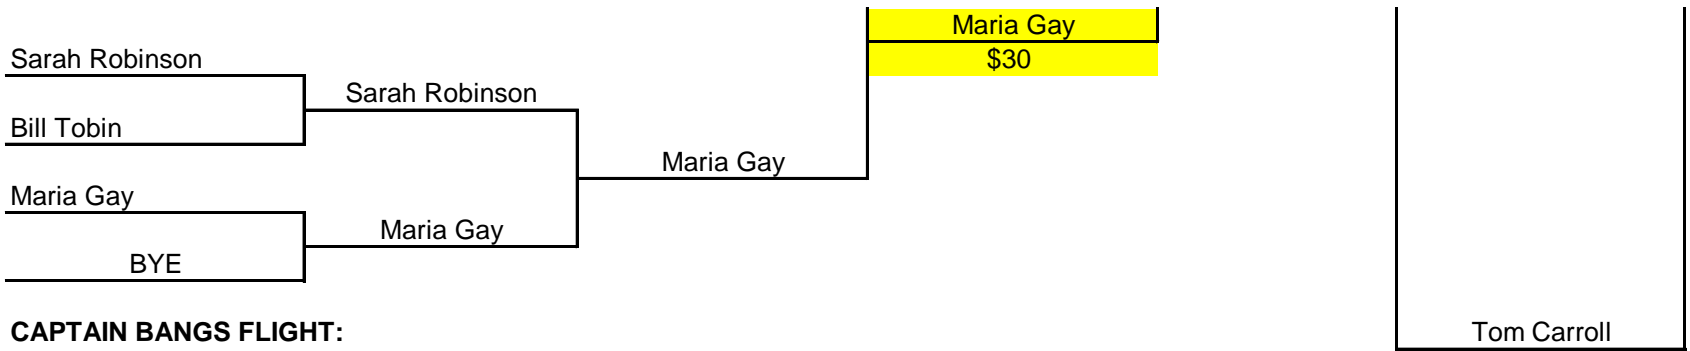 Maria Gay
Sarah Robinson
$30
Sarah Robinson
Bill Tobin
Maria Gay
Maria Gay
Maria Gay
BYE
CAPTAIN BANGS FLIGHT:
Tom Carroll